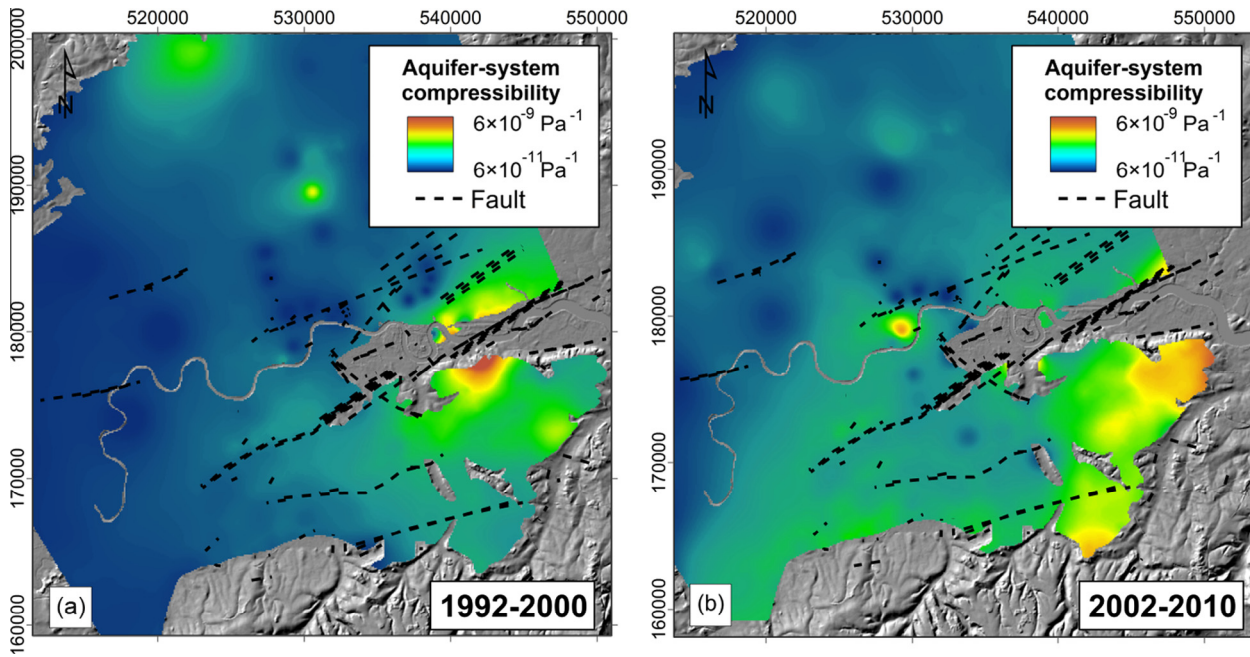 520000 530000 540000 550000
200000
190000
180000
170000
160000
N
Aquifer-system
compressibility
6×10⁻⁹ Pa⁻¹
6×10⁻¹¹Pa⁻¹
Fault
(a)
1992-2000
520000 530000 540000 550000
190000
180000
170000
160000
N
Aquifer-system
compressibility
6×10⁻⁹ Pa⁻¹
6×10⁻¹¹Pa⁻¹
Fault
(b)
2002-2010